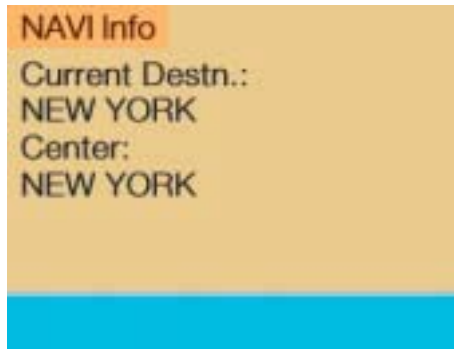 NAVI Info
Current Destn.:
NEW YORK
Center:
NEW YORK